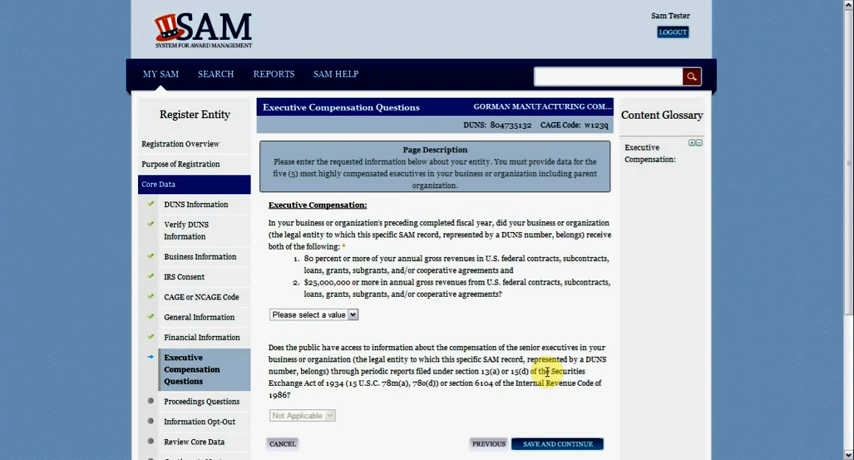 Sam Tester
SAM
SYSTEM FOR AWARD MANAGEMENT
LOGOUT
MY SAM
SEARCH
REPORTS
SAM HELP
Register Entity
Registration Overview
Purpose of Registration
Core Data
DUNS Information
Verify DUNS
Information
Business Information
IRS Consent
CAGE or NCAGE Code
General Information
Financial Information
Executive
Compensation
Questions
Proceedings Questions
Information Opt-Out
Review Core Data
Executive Compensation Questions
GORMAN MANUFACTURING COM...
DUNS: 804735132 CAGE Code: w123q
Page Description
Please enter the requested information below about your entity. You must provide data for the
five (5) most highly compensated executives in your business or organization including parent
organization.
Executive Compensation:
In your business or organization's preceding completed fiscal year, did your business or organization
(the legal entity to which this specific SAM record, represented by a DUNS number, belongs) receive
both of the following: *
1. 80 percent or more of your annual gross revenues in U.S. federal contracts, subcontracts,
loans, grants, subgrants, and/or cooperative agreements and
2. $25,000,000 or more in annual gross revenues from U.S. federal contracts, subcontracts,
loans, grants, subgrants, and/or cooperative agreements?
Please select a value
Does the public have access to information about the compensation of the senior executives in your
business or organization (the legal entity to which this specific SAM record, represented by a DUNS
number, belongs) through periodic reports filed under section 13(a) or 15(d) of the Securities
Exchange Act of 1934 (15 U.S.C. 78m(a), 78o(d)) or section 6104 of the Internal Revenue Code of
1986?
Not Applicable
CANCEL
PREVIOUS
SAVE AND CONTINUE
Content Glossary
Executive
Compensation: